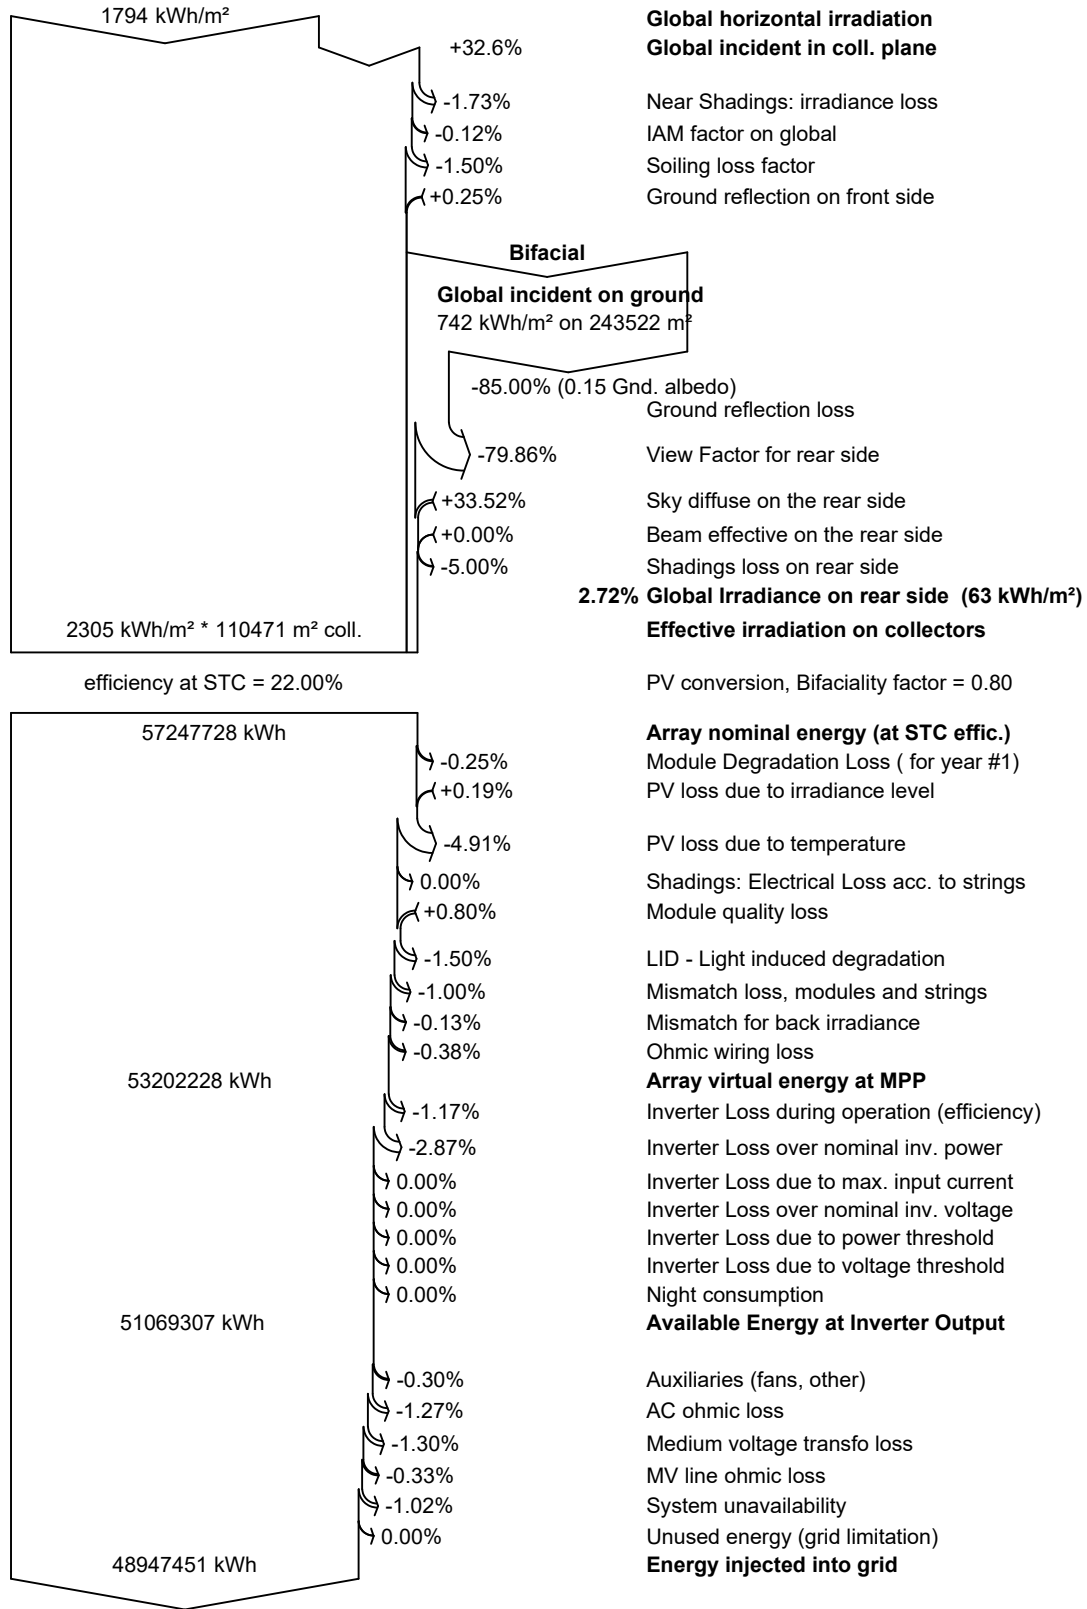 1794 kWh/m² Global horizontal irradiation
+32.6% Global incident in coll. plane
-1.73% Near Shadings: irradiance loss
-0.12% IAM factor on global
-1.50% Soiling loss factor
+0.25% Ground reflection on front side
Bifacial
Global incident on ground
742 kWh/m² on 243522 m²
-85.00% (0.15 Gnd. albedo)
Ground reflection loss
-79.86% View Factor for rear side
+33.52% Sky diffuse on the rear side
+0.00% Beam effective on the rear side
-5.00% Shadings loss on rear side
2.72% Global Irradiance on rear side (63 kWh/m²)
2305 kWh/m² * 110471 m² coll. Effective irradiation on collectors
efficiency at STC = 22.00% PV conversion, Bifaciality factor = 0.80
57247728 kWh Array nominal energy (at STC effic.)
-0.25% Module Degradation Loss ( for year #1)
+0.19% PV loss due to irradiance level
-4.91% PV loss due to temperature
0.00% Shadings: Electrical Loss acc. to strings
+0.80% Module quality loss
-1.50% LID - Light induced degradation
-1.00% Mismatch loss, modules and strings
-0.13% Mismatch for back irradiance
-0.38% Ohmic wiring loss
53202228 kWh Array virtual energy at MPP
-1.17% Inverter Loss during operation (efficiency)
-2.87% Inverter Loss over nominal inv. power
0.00% Inverter Loss due to max. input current
0.00% Inverter Loss over nominal inv. voltage
0.00% Inverter Loss due to power threshold
0.00% Inverter Loss due to voltage threshold
0.00% Night consumption
51069307 kWh Available Energy at Inverter Output
-0.30% Auxiliaries (fans, other)
-1.27% AC ohmic loss
-1.30% Medium voltage transfo loss
-0.33% MV line ohmic loss
-1.02% System unavailability
0.00% Unused energy (grid limitation)
48947451 kWh Energy injected into grid